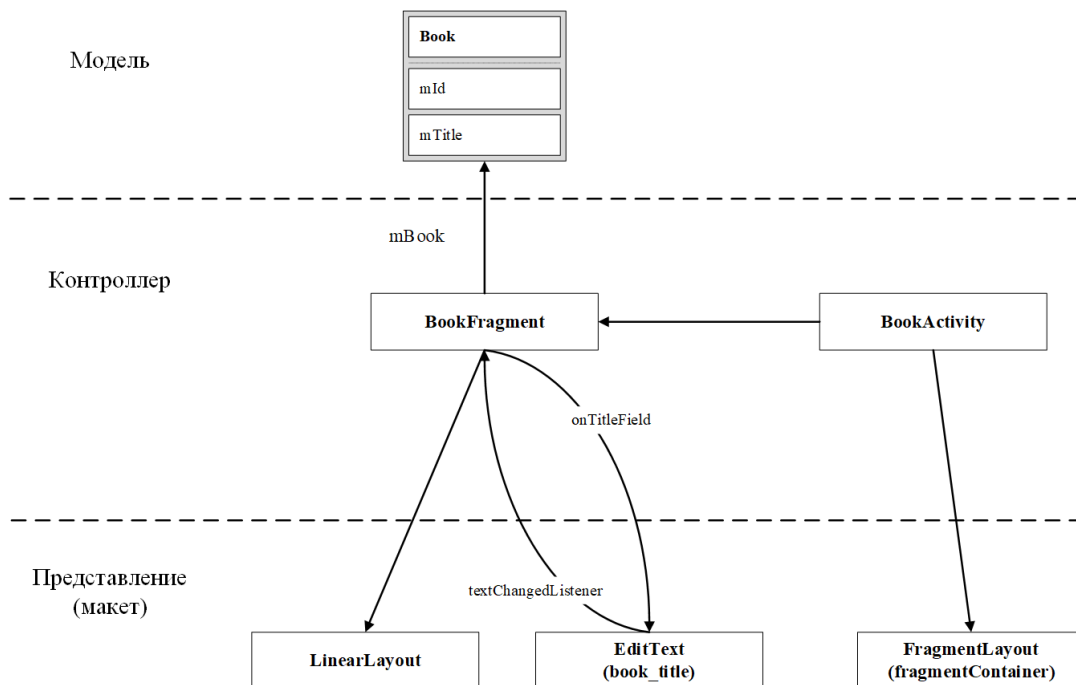 Модель
Book
mId
mTitle
mBook
Контроллер
BookFragment
BookActivity
onTitleField
Представление
(макет)
textChangedListener
LinearLayout
EditText
(book_title)
FragmentLayout
(fragmentContainer)